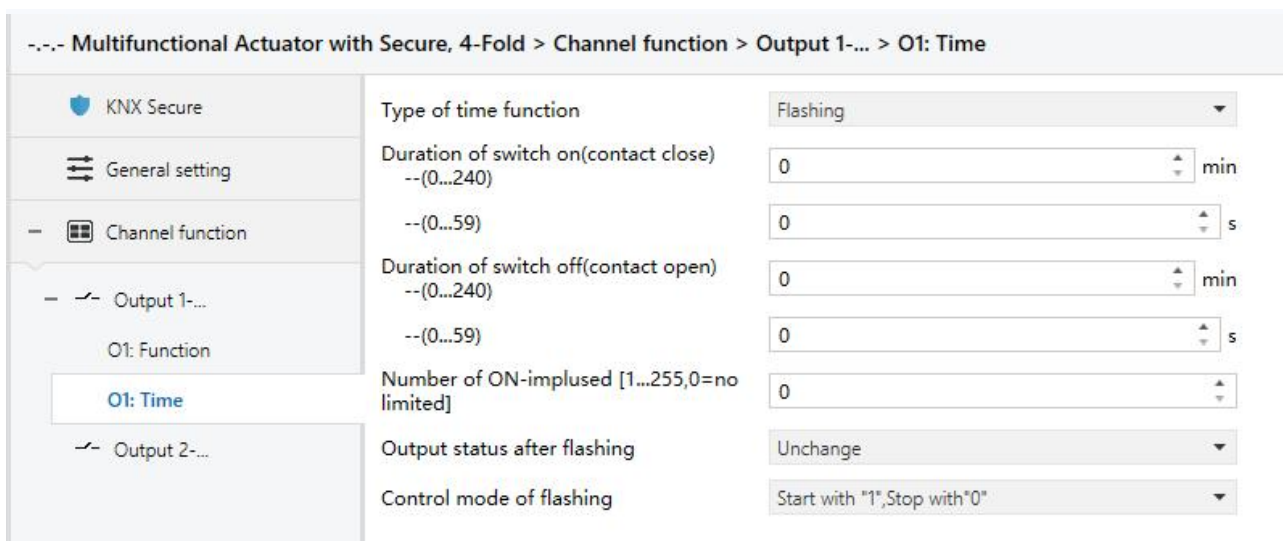 -.-.- Multifunctional Actuator with Secure, 4-Fold > Channel function > Output 1-... > O1: Time
KNX Secure
General setting
Channel function
Output 1-...
O1: Function
O1: Time
Output 2-...
Type of time function
Flashing
Duration of switch on(contact close)
--(0...240)
0
min
--(0...59)
0
s
Duration of switch off(contact open)
--(0...240)
0
min
--(0...59)
0
s
Number of ON-implused [1...255,0=no
limited]
0
Output status after flashing
Unchange
Control mode of flashing
Start with "1",Stop with"0"